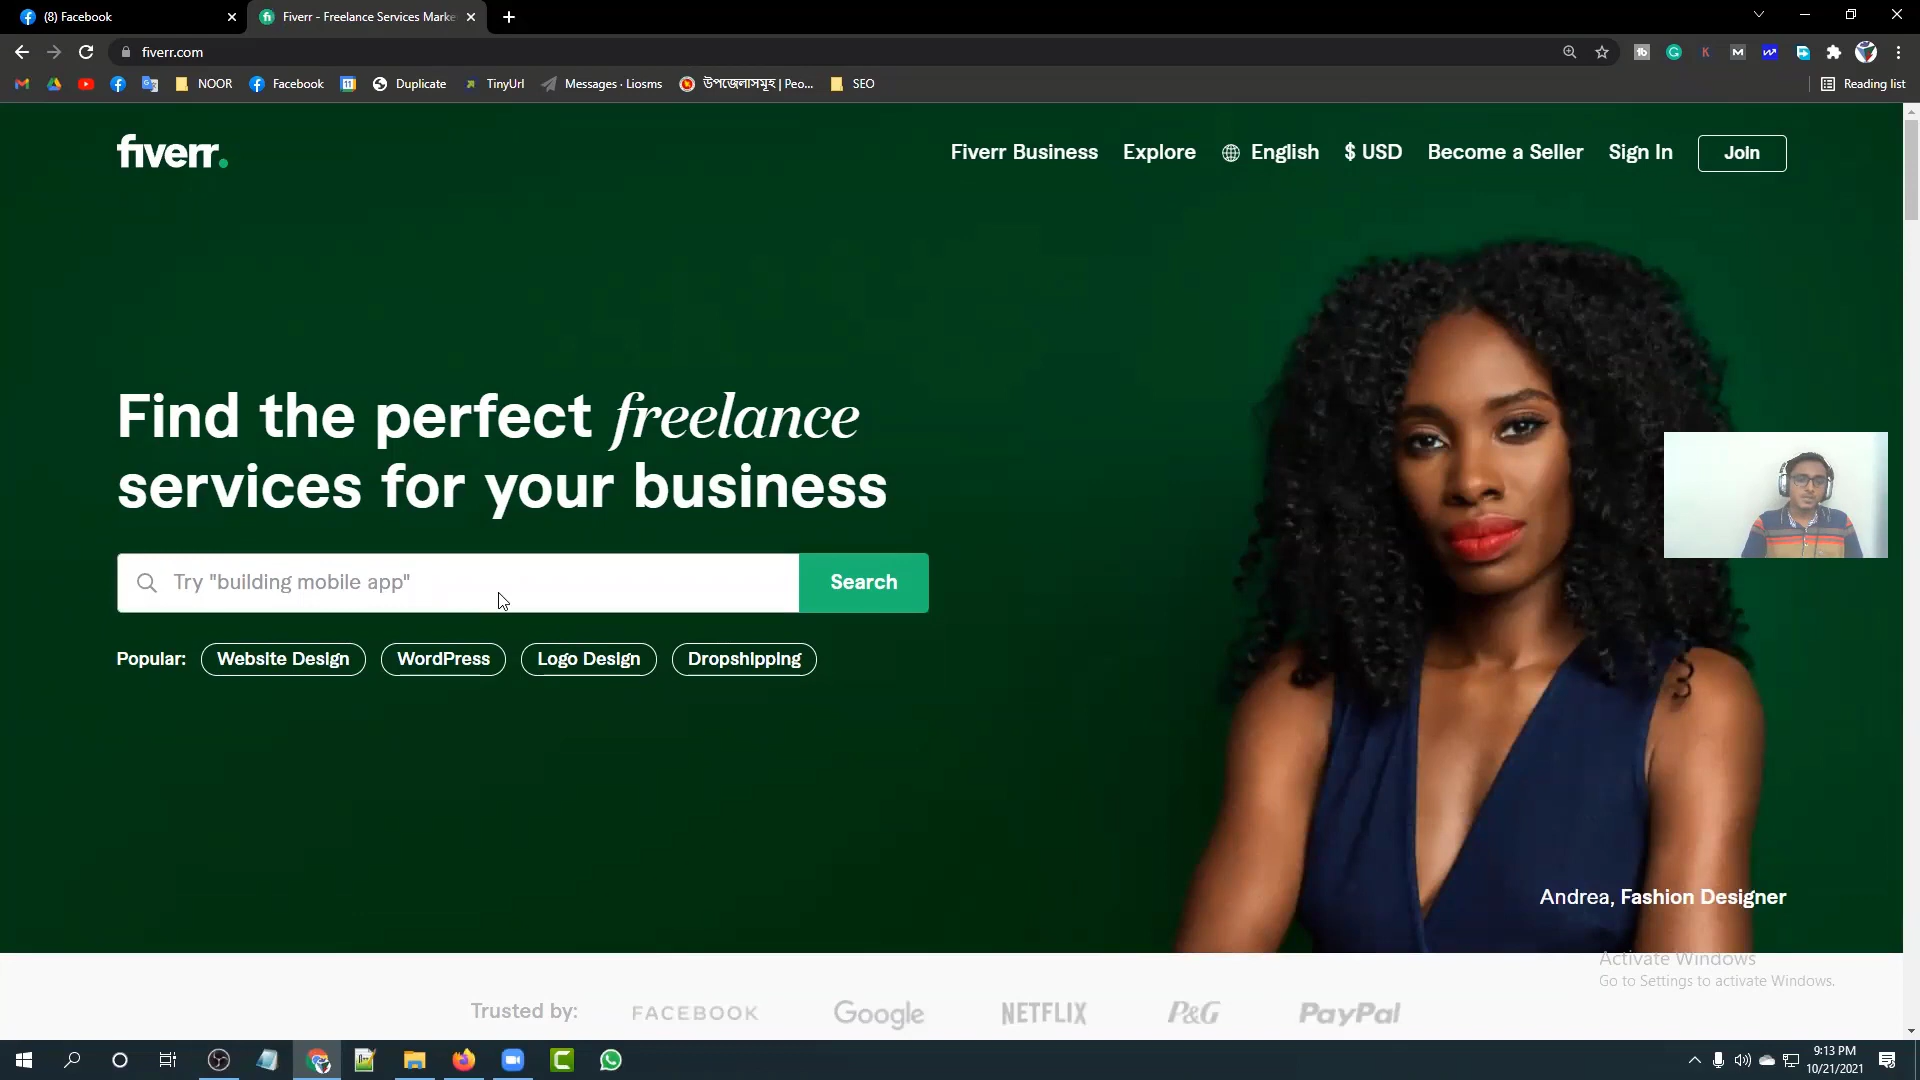 (8) Facebook
Fiverr - Freelance Services Marke
fiverr.com
NOOR
Facebook
Duplicate
TinyUrl
Messages · Liosms
উপজেলাসমূহ | Peo...
SEO
Reading list
fiverr.
Fiverr Business
Explore
English
$ USD
Become a Seller
Sign In
Join
Find the perfect freelance
services for your business
Try "building mobile app"
Search
Popular:
Website Design
WordPress
Logo Design
Dropshipping
Andrea, Fashion Designer
Activate Windows
Go to Settings to activate Windows.
Trusted by:
FACEBOOK
Google
NETFLIX
P&G
PayPal
9:13 PM
10/21/2021